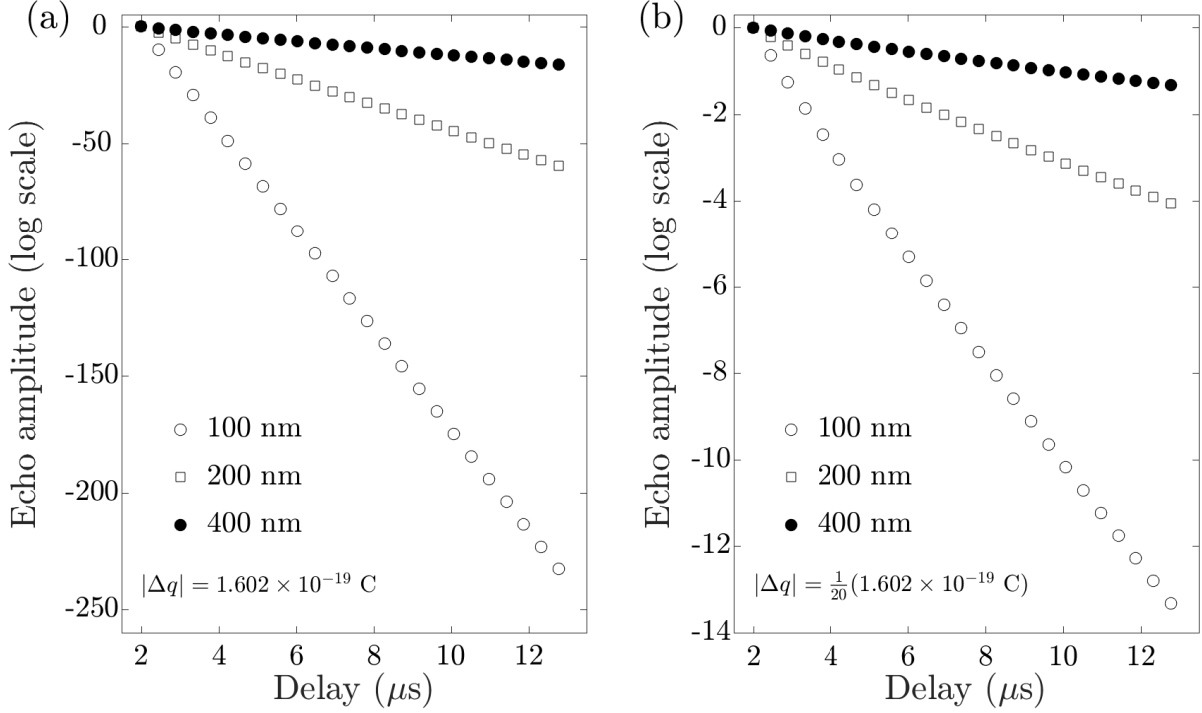 (a)
Echo amplitude (log scale)
0
-50
-100
-150
-200
-250
100 nm
200 nm
400 nm
|Δq| = 1.602 × 10⁻¹⁹ C
2 4 6 8 10 12
Delay (μs)
(b)
Echo amplitude (log scale)
0
-2
-4
-6
-8
-10
-12
-14
100 nm
200 nm
400 nm
|Δq| = 1/20(1.602 × 10⁻¹⁹ C)
2 4 6 8 10 12
Delay (μs)